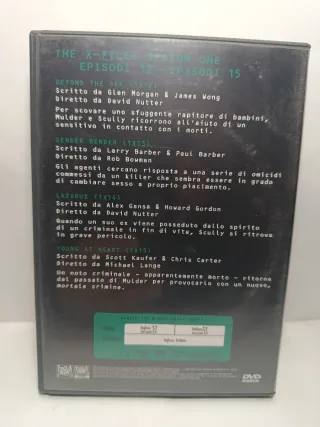 THE X-FILES SEASON ONE
EPISODI 12 - EPISODI 15
BEYOND THE SEA (1X12)
Scritto da Glen Morgan & James Wong
Diretto da David Nutter
Per scovare uno sfuggente rapitore di bambini,
Mulder e Scully ricorrono all'aiuto di un
sensitivo in contatto con i morti.
GENDER BENDER (1X13)
Scritto da Larry Barber & Paul Barber
Diretto da Rob Bowman
Gli agenti cercano risposte a una serie di omicidi
commessi da un killer che sembra essere in grado
di cambiare sesso a proprio piacimento.
LAZARUS (1X14)
Scritto da Alex Gansa & Howard Gordon
Diretto da David Nutter
Quando un suo ex viene posseduto dallo spirito
di un criminale in fin di vita, Scully si ritrova
in grave pericolo.
YOUNG AT HEART (1X15)
Scritto da Scott Kaufer & Chris Carter
Diretto da Michael Lange
Un noto criminale - apparentemente morto - ritorna
dal passato di Mulder per provocarlo con un nuovo,
mortale crimine.
DVD